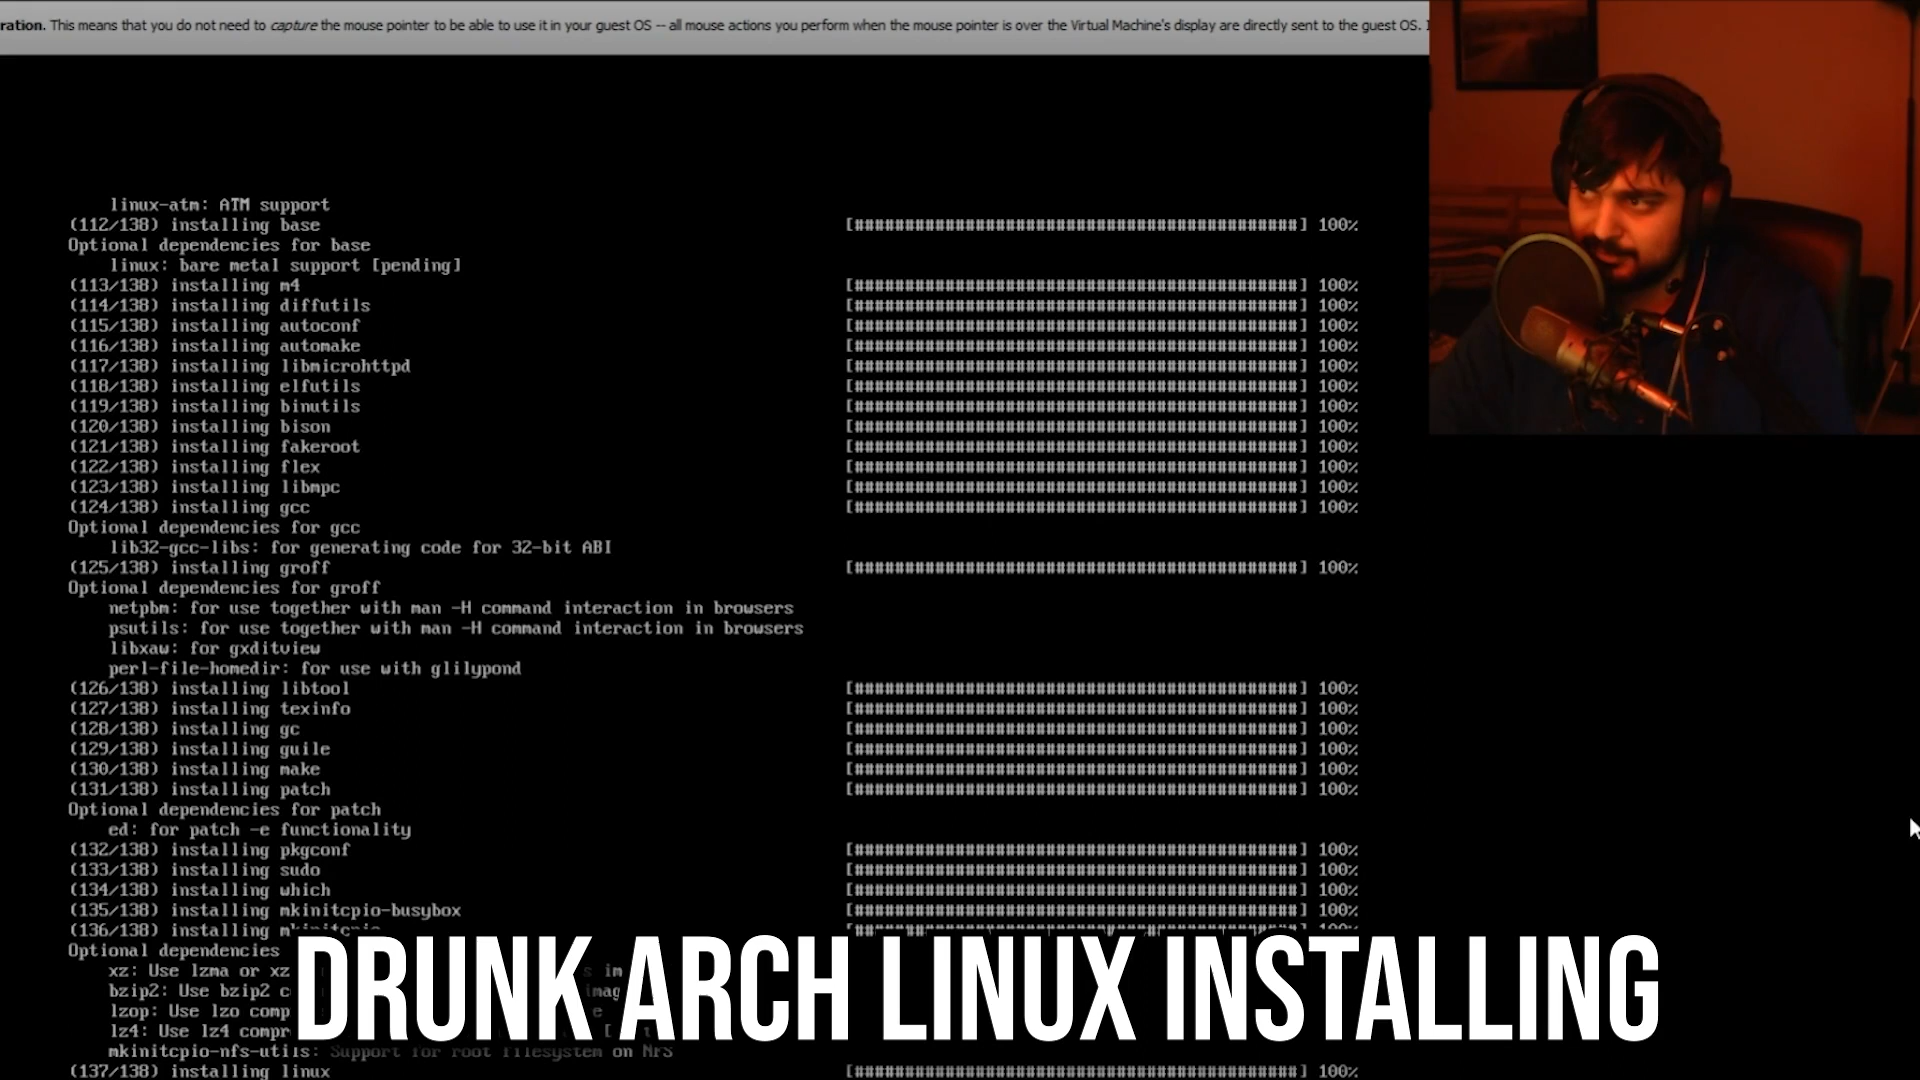 ration. This means that you do not need to capture the mouse pointer to be able to use it in your guest OS -- all mouse actions you perform when the mouse pointer is over the Virtual Machine's display are directly sent to the guest OS.
linux-atm: ATM support
(112/138) installing base [############################################] 100%
Optional dependencies for base
linux: bare metal support [pending]
(113/138) installing m4 [############################################] 100%
(114/138) installing diffutils [############################################] 100%
(115/138) installing autoconf [############################################] 100%
(116/138) installing automake [############################################] 100%
(117/138) installing libmicrohttpd [############################################] 100%
(118/138) installing elfutils [############################################] 100%
(119/138) installing binutils [############################################] 100%
(120/138) installing bison [############################################] 100%
(121/138) installing fakeroot [############################################] 100%
(122/138) installing flex [############################################] 100%
(123/138) installing libmpc [############################################] 100%
(124/138) installing gcc [############################################] 100%
Optional dependencies for gcc
lib32-gcc-libs: for generating code for 32-bit ABI
(125/138) installing groff [############################################] 100%
Optional dependencies for groff
netpbm: for use together with man -H command interaction in browsers
psutils: for use together with man -H command interaction in browsers
libxaw: for gxditview
perl-file-homedir: for use with glilypond
(126/138) installing libtool [############################################] 100%
(127/138) installing texinfo [############################################] 100%
(128/138) installing gc [############################################] 100%
(129/138) installing guile [############################################] 100%
(130/138) installing make [############################################] 100%
(131/138) installing patch [############################################] 100%
Optional dependencies for patch
ed: for patch -e functionality
(132/138) installing pkgconf [############################################] 100%
(133/138) installing sudo [############################################] 100%
(134/138) installing which [############################################] 100%
(135/138) installing mkinitcpio-busybox [############################################] 100%
(136/138) installing mkinitcpio
Optional dependencies
xz: Use lzma or xz
bzip2: Use bzip2
lzop: Use lzo
lz4: Use lz4
mkinitcpio-nfs-utils: Support for root filesystem on NFS
(137/138) installing linux [############################################] 100%
DRUNK ARCH LINUX INSTALLING